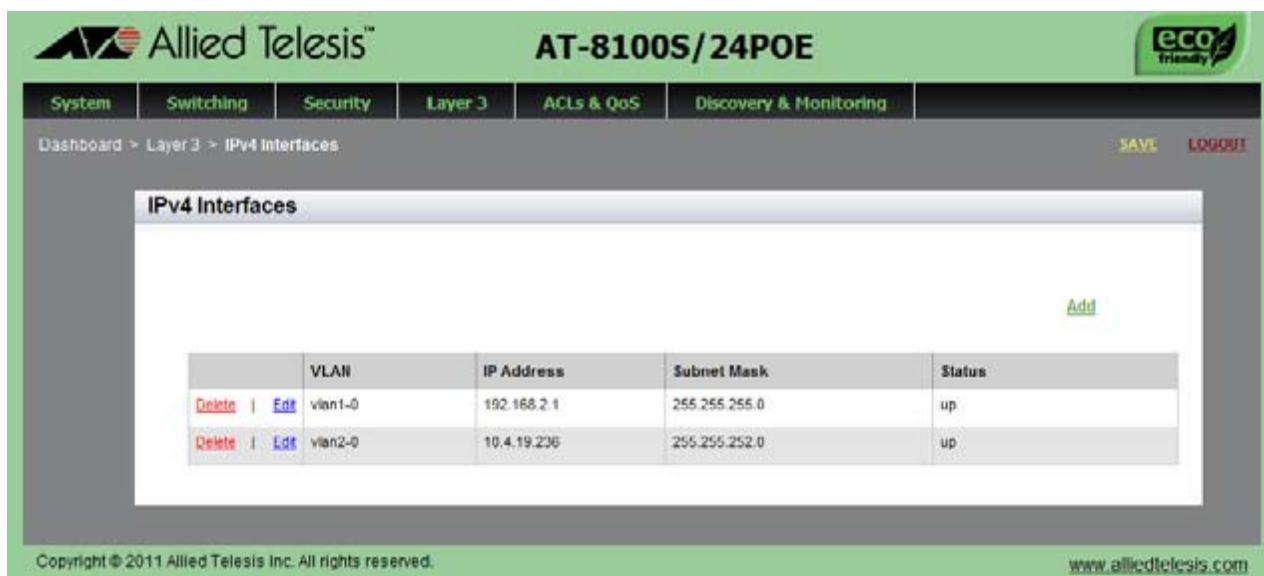 Allied Telesis™ AT-8100S/24POE eco friendly
System Switching Security Layer 3 ACLs & QoS Discovery & Monitoring
Dashboard > Layer 3 > IPv4 Interfaces SAVE LOGOUT
IPv4 Interfaces
Add
VLAN IP Address Subnet Mask Status
Delete | Edit vlan1-0 192.168.2.1 255.255.255.0 up
Delete | Edit vlan2-0 10.4.19.236 255.255.252.0 up
Copyright © 2011 Allied Telesis Inc. All rights reserved. www.alliedtelesis.com